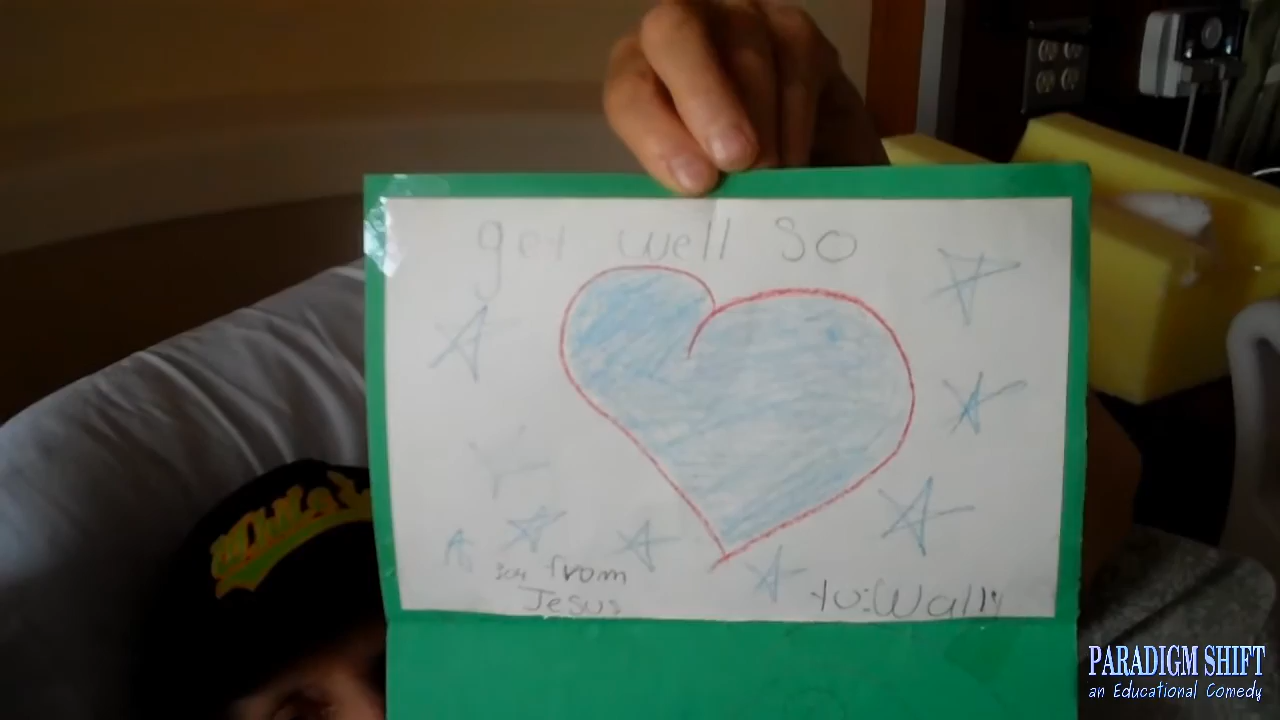 get well so
from
Jesus
to: Wally
PARADIGM SHIFT
an Educational Comedy